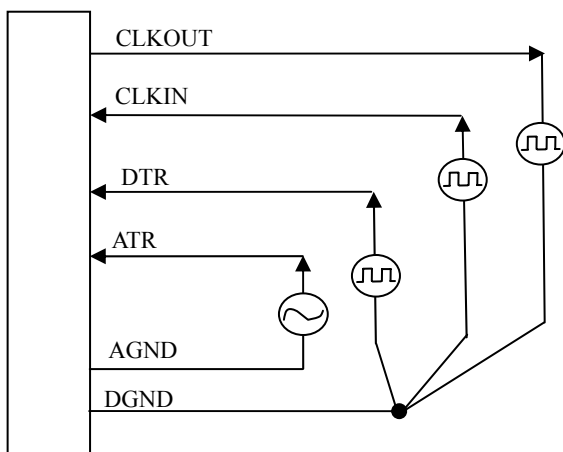 CLKOUT
CLKIN
DTR
ATR
AGND
DGND